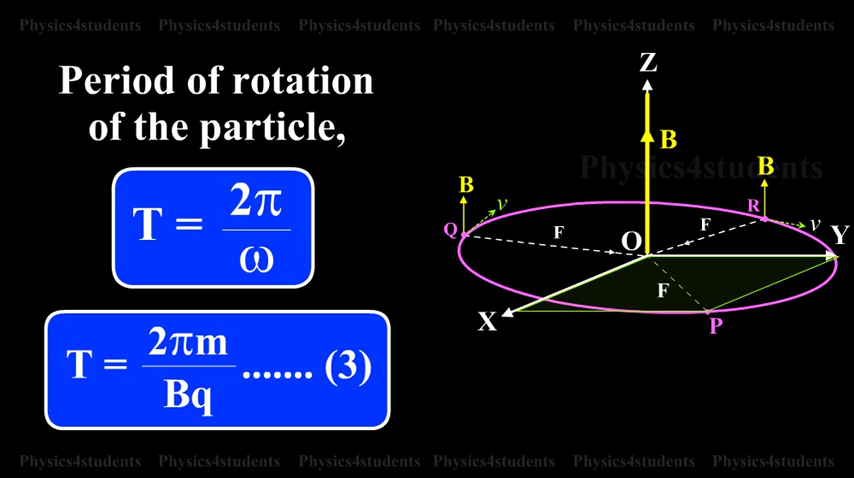 Physics4students Physics4students Physics4students Physics4students Physics4students Physics4students
Period of rotation
of the particle,
T = 2π / ω
T = 2πm / Bq ....... (3)
Z
B
Physics4students
B
B
Q
v
R
v
F
F
O
Y
F
X
P
Physics4students Physics4students Physics4students Physics4students Physics4students Physics4students